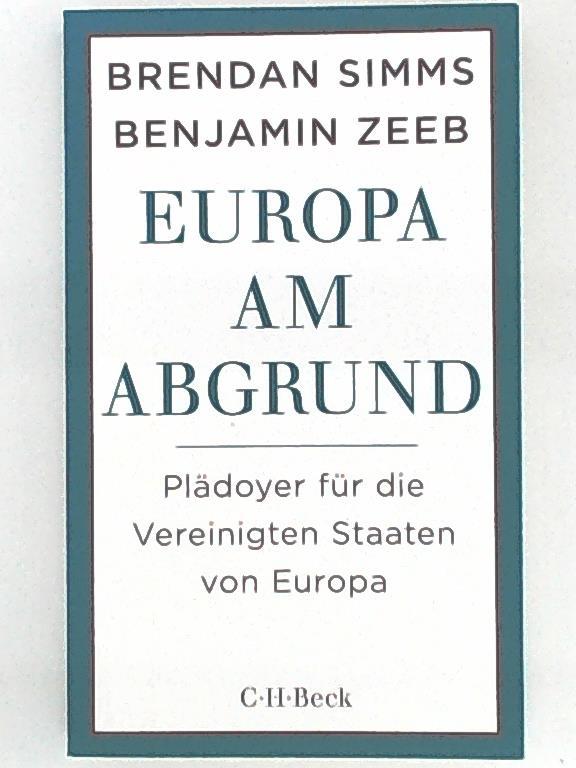 BRENDAN SIMMS
BENJAMIN ZEEB
EUROPA
AM
ABGRUND
Plädoyer für die
Vereinigten Staaten
von Europa
C·H·Beck